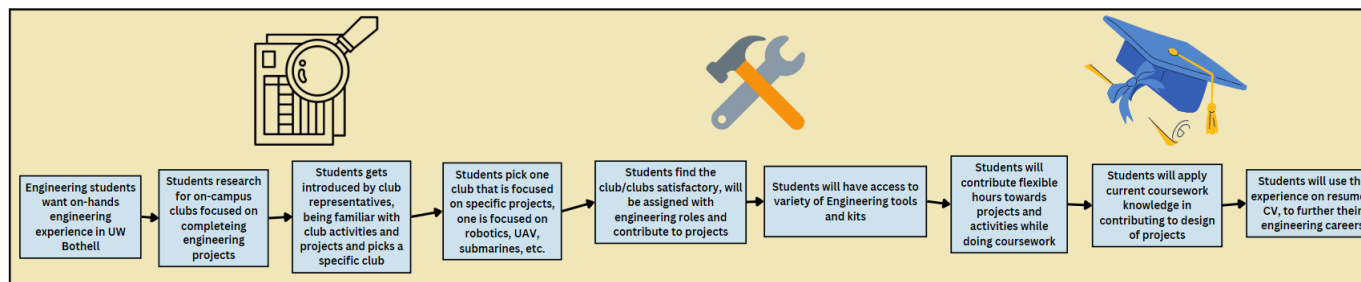 Engineering students
want on-hands
engineering
experience in UW
Bothell
Students research
for on-campus
clubs focused on
completeing
engineering
projects
Students gets
introduced by club
representatives,
being familiar with
club activities and
projects and picks a
specific club
Students pick one
club that is focused
on specific projects,
one is focused on
robotics, UAV,
submarines, etc.
Students find the
club/clubs satisfactory, will
be assigned with
engineering roles and
contribute to projects
Students will have access to
variety of Engineering tools
and kits
Students will
contribute flexible
hours towards
projects and
activities while
doing coursework
Students will apply
current coursework
knowledge in
contributing to design
of projects
Students will use
experience on
CV, to further their
engineering careers